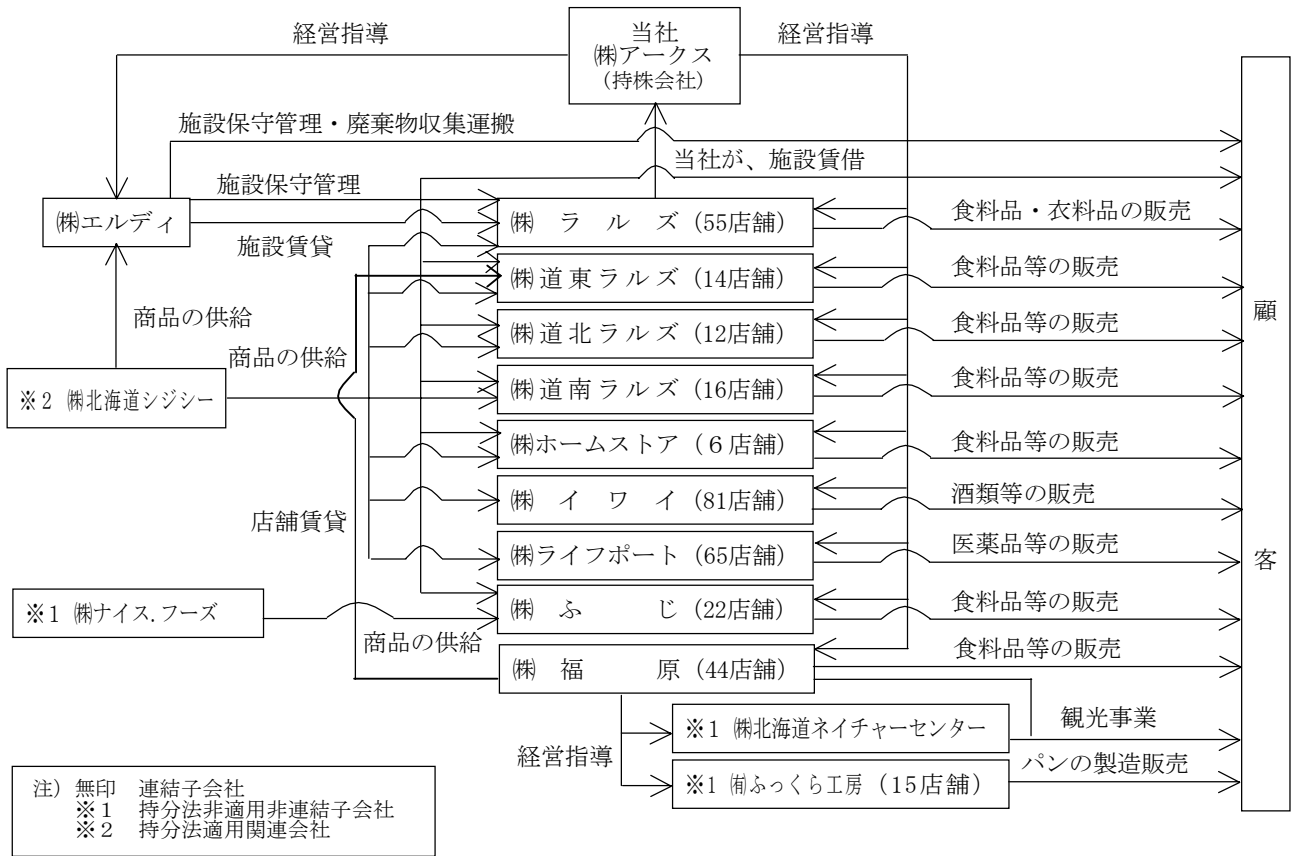 当社
㈱アークス
(持株会社)
経営指導
経営指導
施設保守管理・廃棄物収集運搬
当社が、施設賃借
施設保守管理
㈱エルディ
施設賃貸
㈱ ラ ル ズ (55店舗)
食料品・衣料品の販売
㈱道東ラルズ (14店舗)
食料品等の販売
商品の供給
㈱道北ラルズ (12店舗)
食料品等の販売
商品の供給
※2 ㈱北海道シジシー
㈱道南ラルズ (16店舗)
食料品等の販売
㈱ホームストア (6店舗)
食料品等の販売
㈱ イ ワ イ (81店舗)
酒類等の販売
店舗賃貸
㈱ライフポート (65店舗)
医薬品等の販売
※1 ㈱ナイス.フーズ
㈱ ふ じ (22店舗)
食料品等の販売
商品の供給
㈱ 福 原 (44店舗)
食料品等の販売
※1 ㈱北海道ネイチャーセンター
観光事業
経営指導
※1 ㈲ふっくら工房 (15店舗)
パンの製造販売
顧
客
注) 無印 連結子会社
※1 持分法非適用非連結子会社
※2 持分法適用関連会社